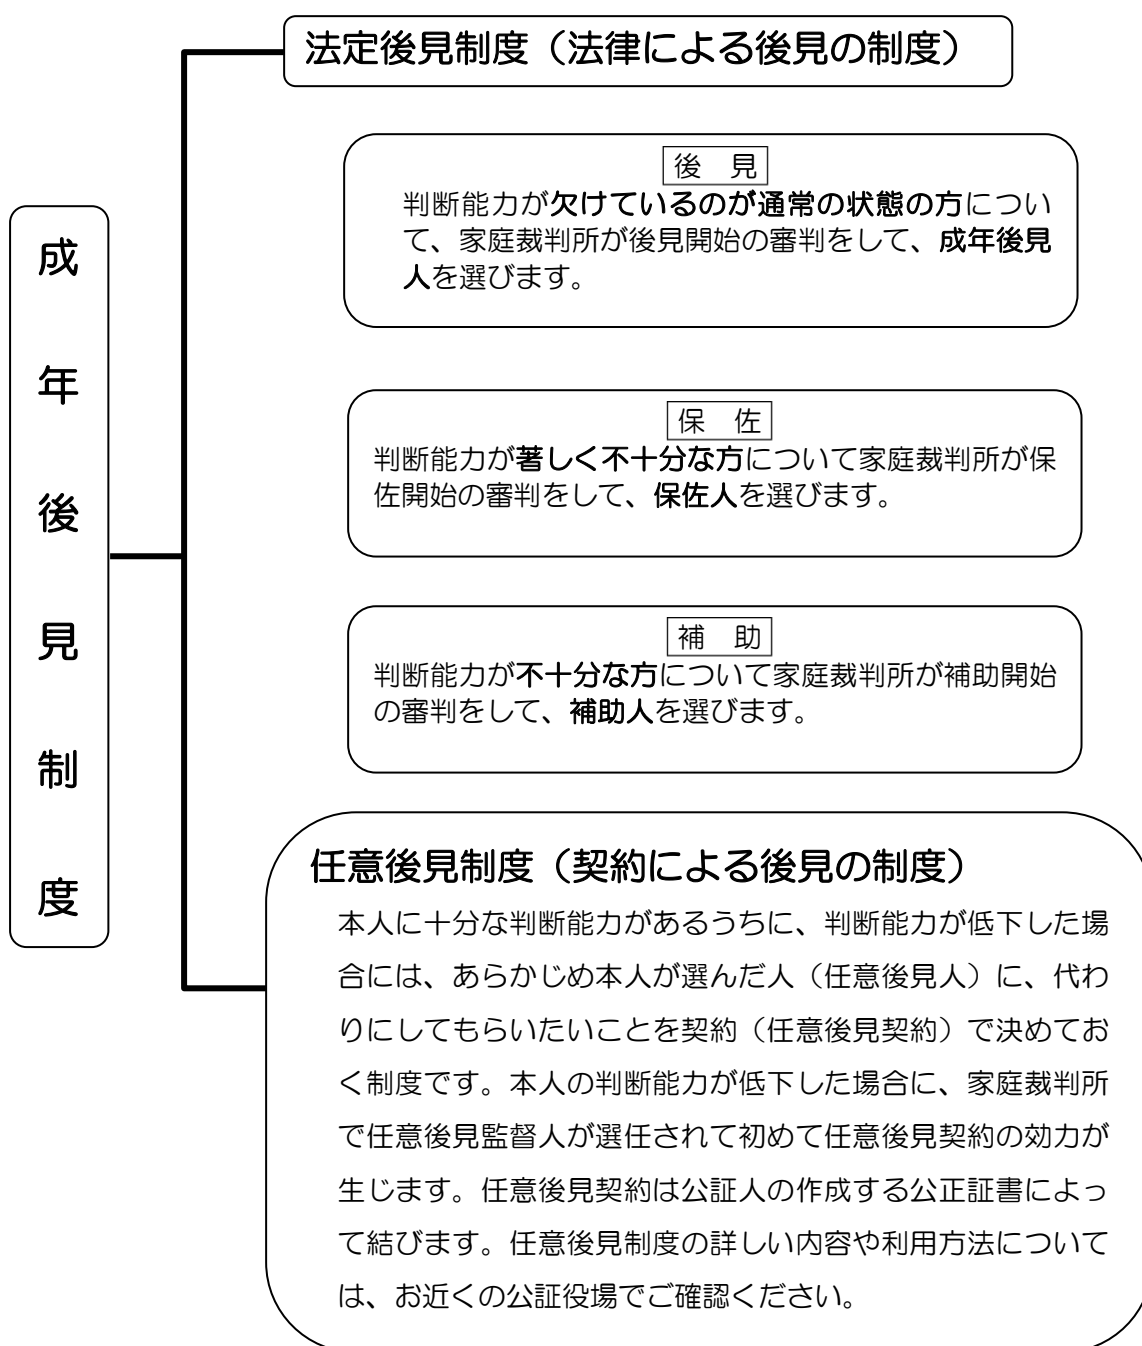 成年後見制度
法定後見制度（法律による後見の制度）
後　見
判断能力が欠けているのが通常の状態の方につい
て、家庭裁判所が後見開始の審判をして、成年後見
人を選びます。
保　佐
判断能力が著しく不十分な方について家庭裁判所が保
佐開始の審判をして、保佐人を選びます。
補　助
判断能力が不十分な方について家庭裁判所が補助開始
の審判をして、補助人を選びます。
任意後見制度（契約による後見の制度）
本人に十分な判断能力があるうちに、判断能力が低下した場
合には、あらかじめ本人が選んだ人（任意後見人）に、代わ
りにしてもらいたいことを契約（任意後見契約）で決めてお
く制度です。本人の判断能力が低下した場合に、家庭裁判所
で任意後見監督人が選任されて初めて任意後見契約の効力が
生じます。任意後見契約は公証人の作成する公正証書によっ
て結びます。任意後見制度の詳しい内容や利用方法について
は、お近くの公証役場でご確認ください。